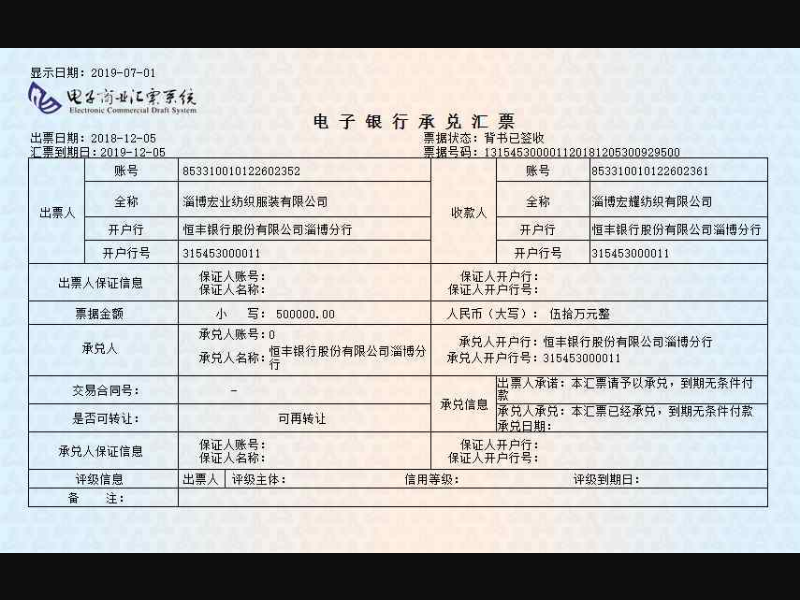 显示日期：2019-07-01
电子商业汇票系统
Electronic Commercial Draft System
电子银行承兑汇票
出票日期：2018-12-05 票据状态：背书已签收
汇票到期日：2019-12-05 票据号码：131545300001120181205300929500
出票人 账号 853310010122602352 收款人 账号 853310010122602361
全称 淄博宏业纺织服装有限公司 全称 淄博宏耀纺织有限公司
开户行 恒丰银行股份有限公司淄博分行 开户行 恒丰银行股份有限公司淄博分行
开户行号 315453000011 开户行号 315453000011
出票人保证信息 保证人账号： 保证人开户行：
保证人名称： 保证人开户行号：
票据金额 小 写： 500000.00 人民币（大写）： 伍拾万元整
承兑人 承兑人账号：0 承兑人开户行：恒丰银行股份有限公司淄博分行
承兑人名称：恒丰银行股份有限公司淄博分 承兑人开户行号：315453000011
行
交易合同号： - 承兑信息 出票人承诺：本汇票请予以承兑，到期无条件付
款
是否可转让： 可再转让 承兑人承兑：本汇票已经承兑，到期无条件付款
承兑日期：
承兑人保证信息 保证人账号： 保证人开户行：
保证人名称： 保证人开户行号：
评级信息 出票人 评级主体： 信用等级： 评级到期日：
备 注：